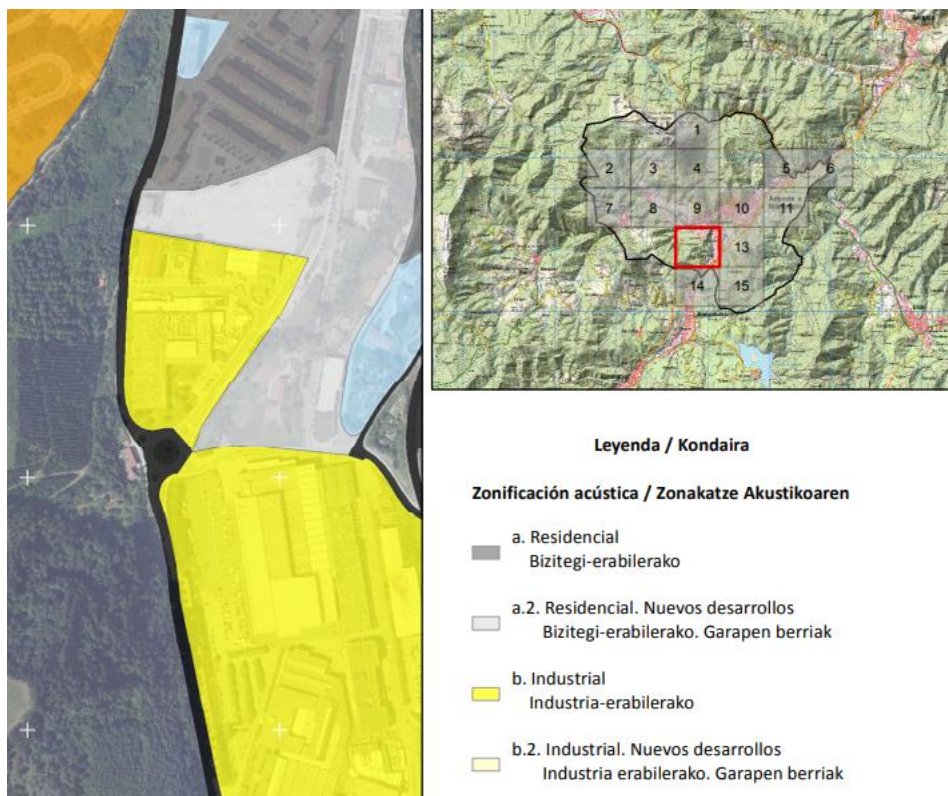 1
2
3
4
5
6
7
8
9
10
11
13
14
15
Leyenda / Kondaira
Zonificación acústica / Zonakatze Akustikoaren
a. Residencial
Bizitegi-erabilerako
a.2. Residencial. Nuevos desarrollos
Bizitegi-erabilerako. Garapen berriak
b. Industrial
Industria-erabilerako
b.2. Industrial. Nuevos desarrollos
Industria erabilerako. Garapen berriak